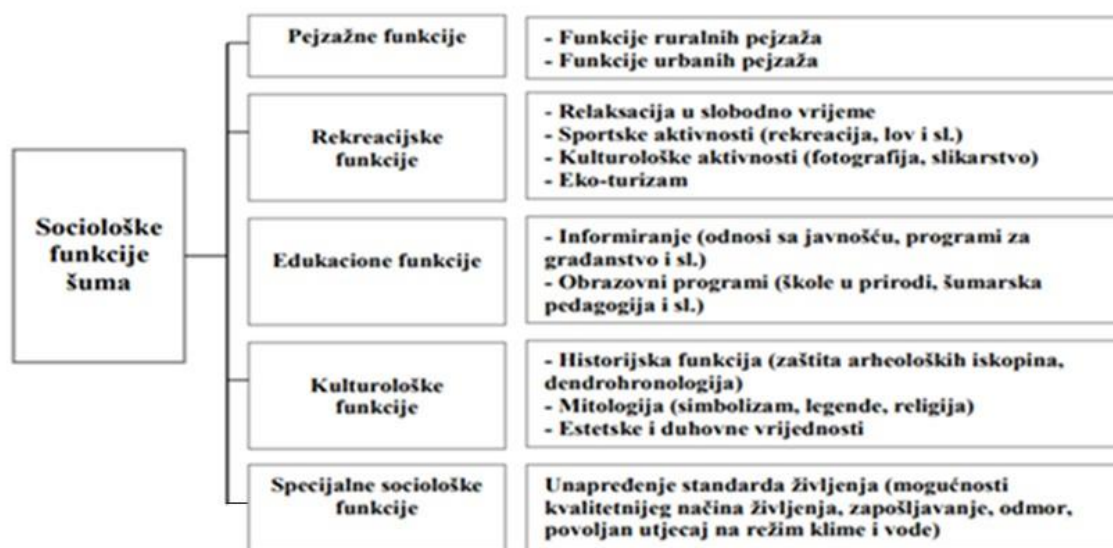 Sociološke
funkcije
šuma
Pejzažne funkcije
- Funkcije ruralnih pejzaža
- Funkcije urbanih pejzaža
Rekreacijske
funkcije
- Relaksacija u slobodno vrijeme
- Sportske aktivnosti (rekreacija, lov i sl.)
- Kulturološke aktivnosti (fotografija, slikarstvo)
- Eko-turizam
Edukacione funkcije
- Informiranje (odnosi sa javnošću, programi za
građanstvo i sl.)
- Obrazovni programi (škole u prirodi, šumarska
pedagogija i sl.)
Kulturološke
funkcije
- Historijska funkcija (zaštita arheoloških iskopina,
dendrohronologija)
- Mitologija (simbolizam, legende, religija)
- Estetske i duhovne vrijednosti
Specijalne sociološke
funkcije
Unapređenje standarda življenja (mogućnosti
kvalitetnijeg načina življenja, zapošljavanje, odmor,
povoljan utjecaj na režim klime i vode)